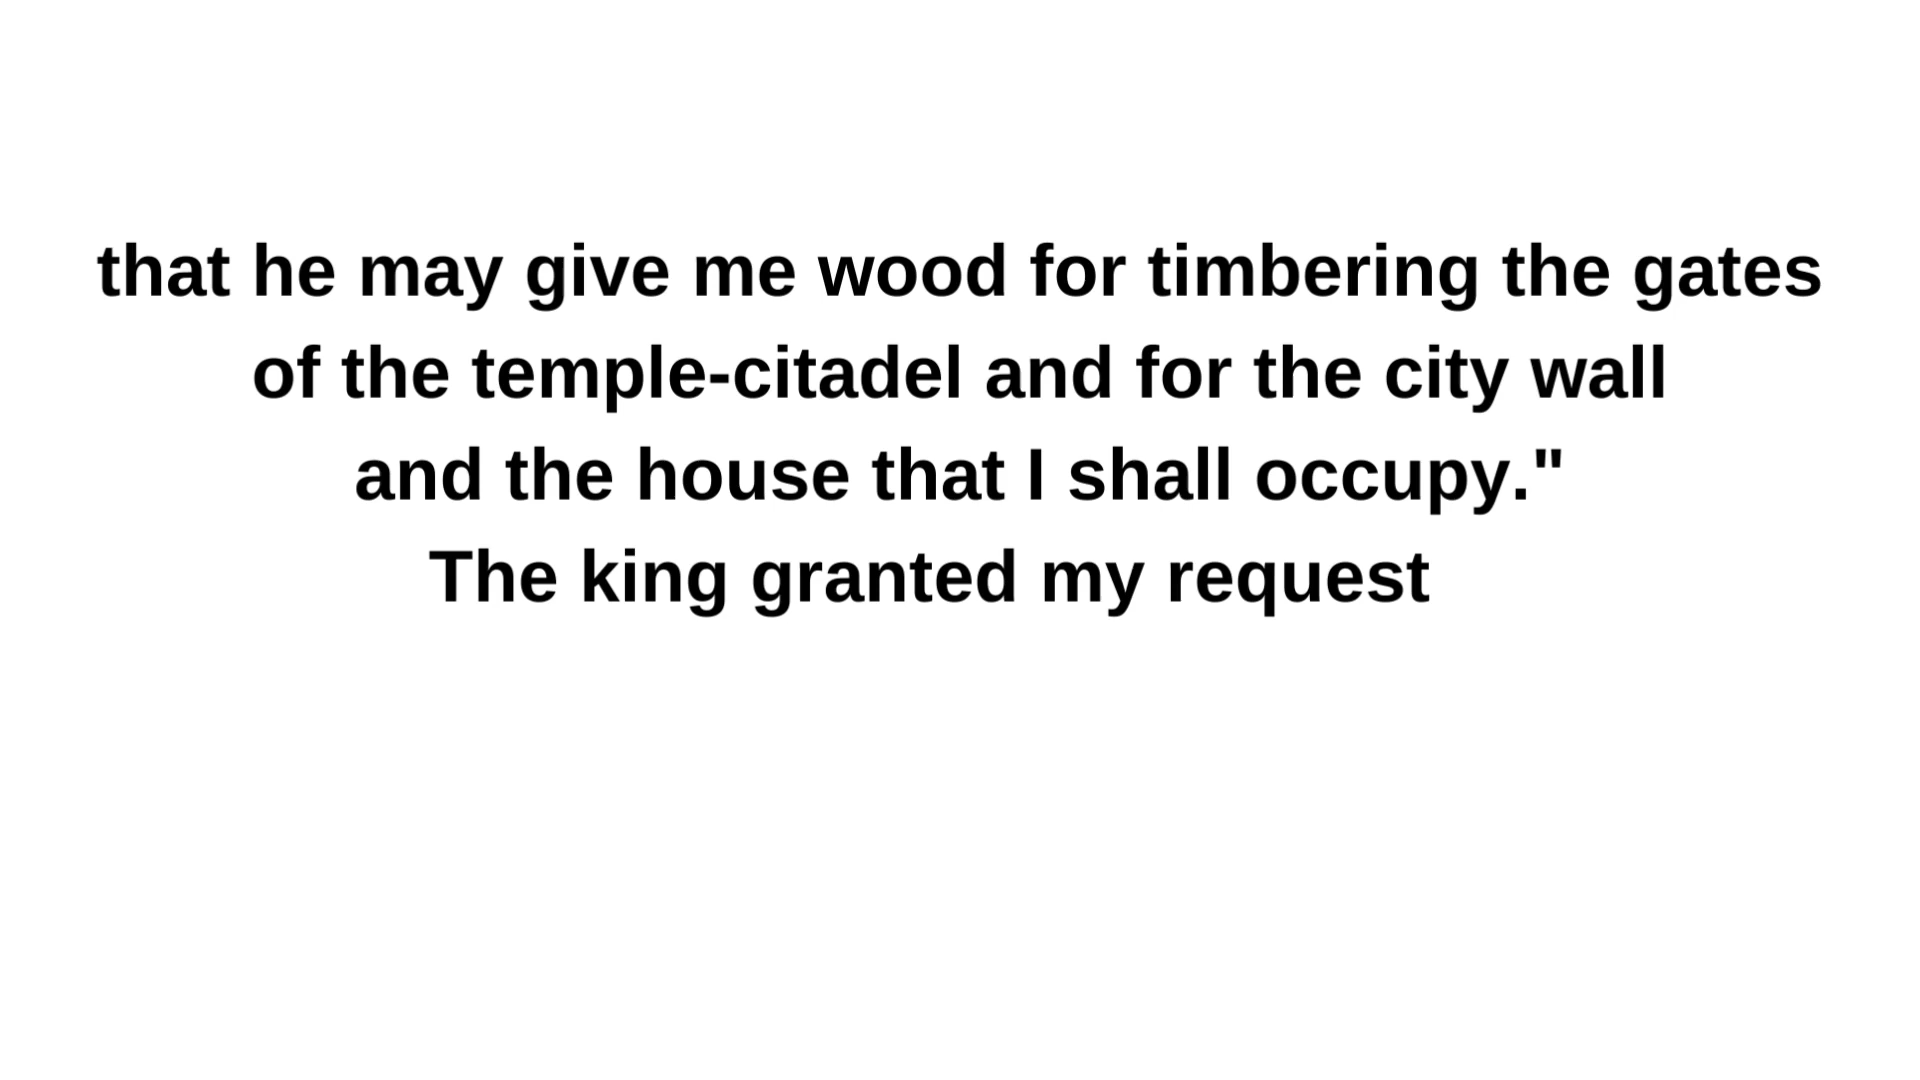 that he may give me wood for timbering the gates
of the temple-citadel and for the city wall
and the house that I shall occupy."
The king granted my request